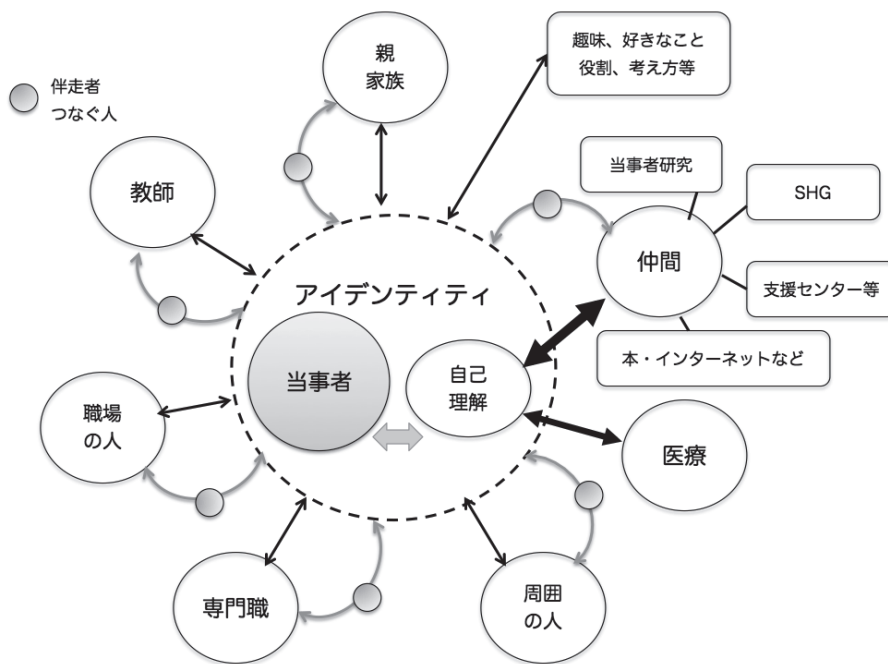 親
家族
趣味、好きなこと
役割、考え方等
伴走者
つなぐ人
教師
当事者研究
SHG
仲間
支援センター等
アイデンティティ
本・インターネットなど
当事者
自己
理解
職場
の人
医療
専門職
周囲
の人